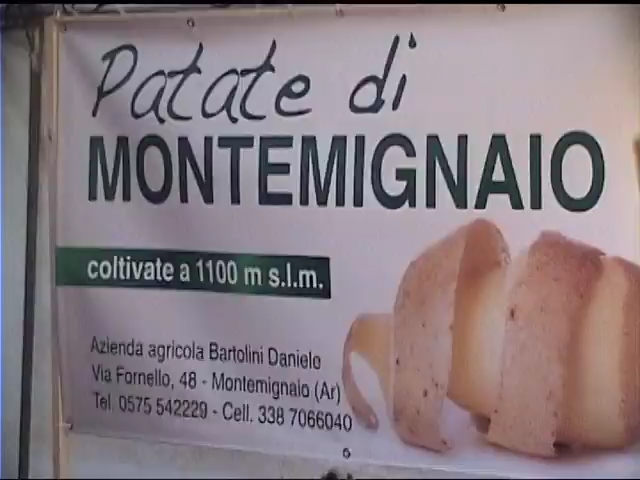 Patate di
MONTEMIGNAIO
coltivate a 1100 m s.l.m.
Azienda agricola Bartolini Daniele
Via Fornello, 48 - Montemignaio (Ar)
Tel. 0575 542229 - Cell. 338 7066040